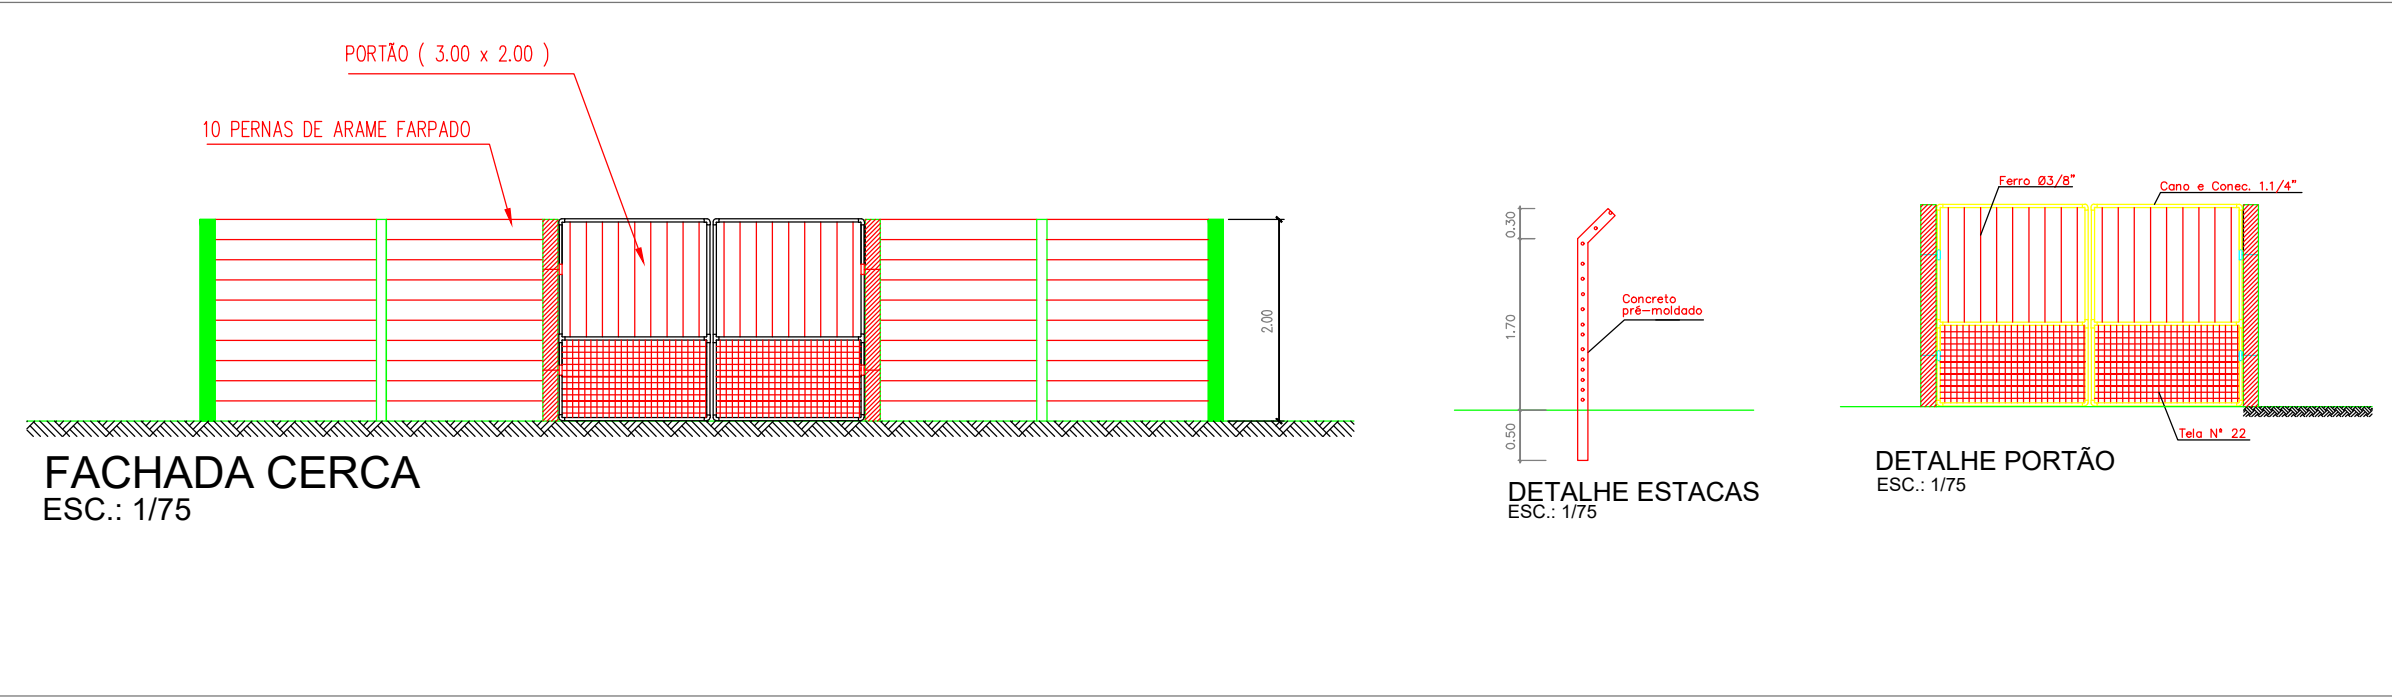 PORTÃO ( 3.00 x 2.00 )
10 PERNAS DE ARAME FARPADO
2.00
FACHADA CERCA
ESC.: 1/75
0.30
1.70
0.50
Concreto
pré-moldado
DETALHE ESTACAS
ESC.: 1/75
Ferro Ø3/8"
Cano e Conec. 1.1/4"
Tela N° 22
DETALHE PORTÃO
ESC.: 1/75